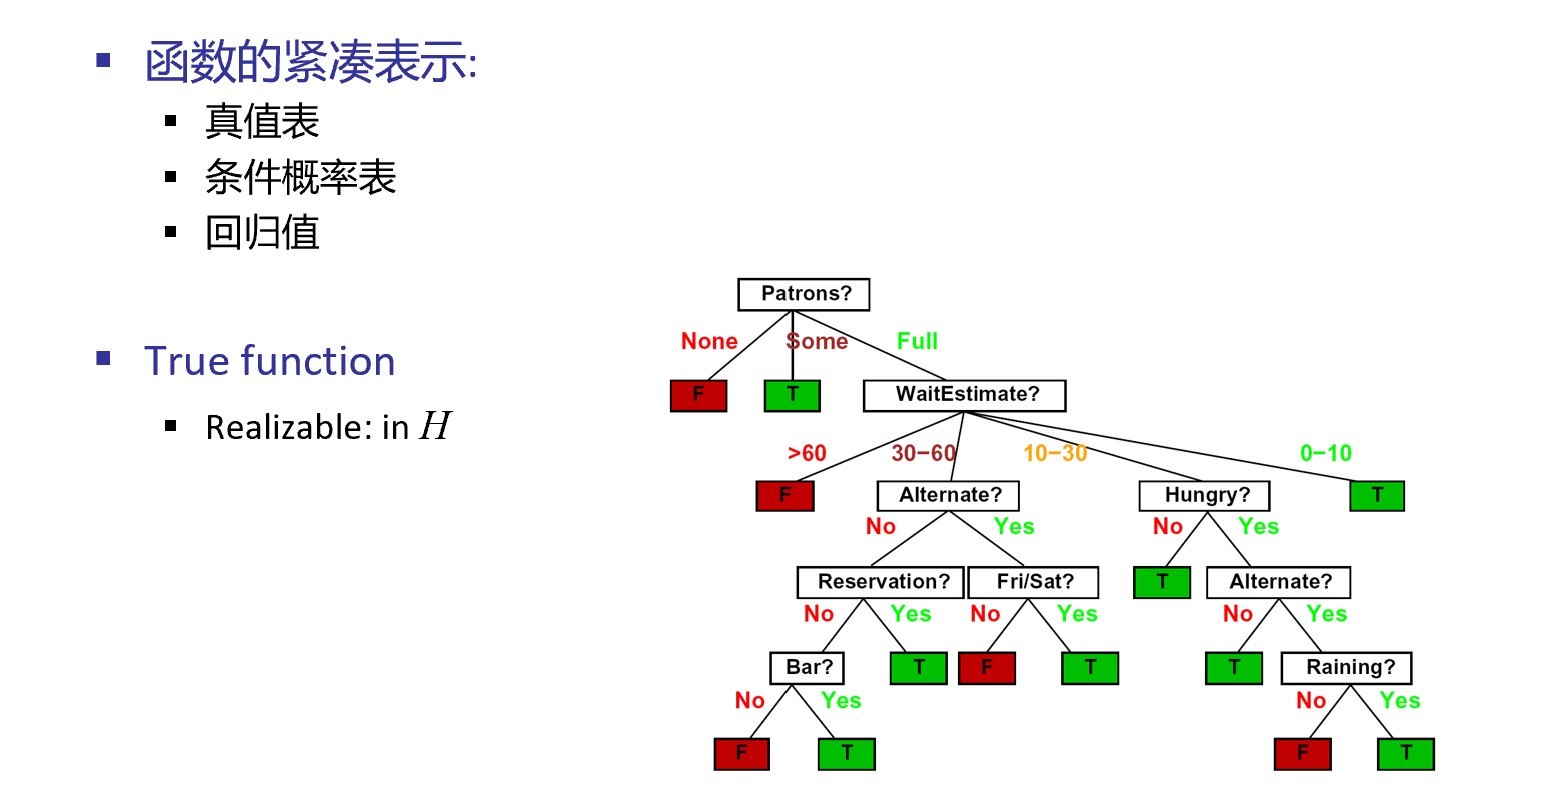 函数的紧凑表示:
真值表
条件概率表
回归值
True function
Realizable: in H
Patrons?
None Some Full
F T WaitEstimate?
>60 30−60 10−30 0−10
F Alternate? Hungry? T
No Yes No Yes
Reservation? Fri/Sat? T Alternate?
No Yes No Yes No Yes
Bar? T F T T Raining?
No Yes No Yes
F T F T